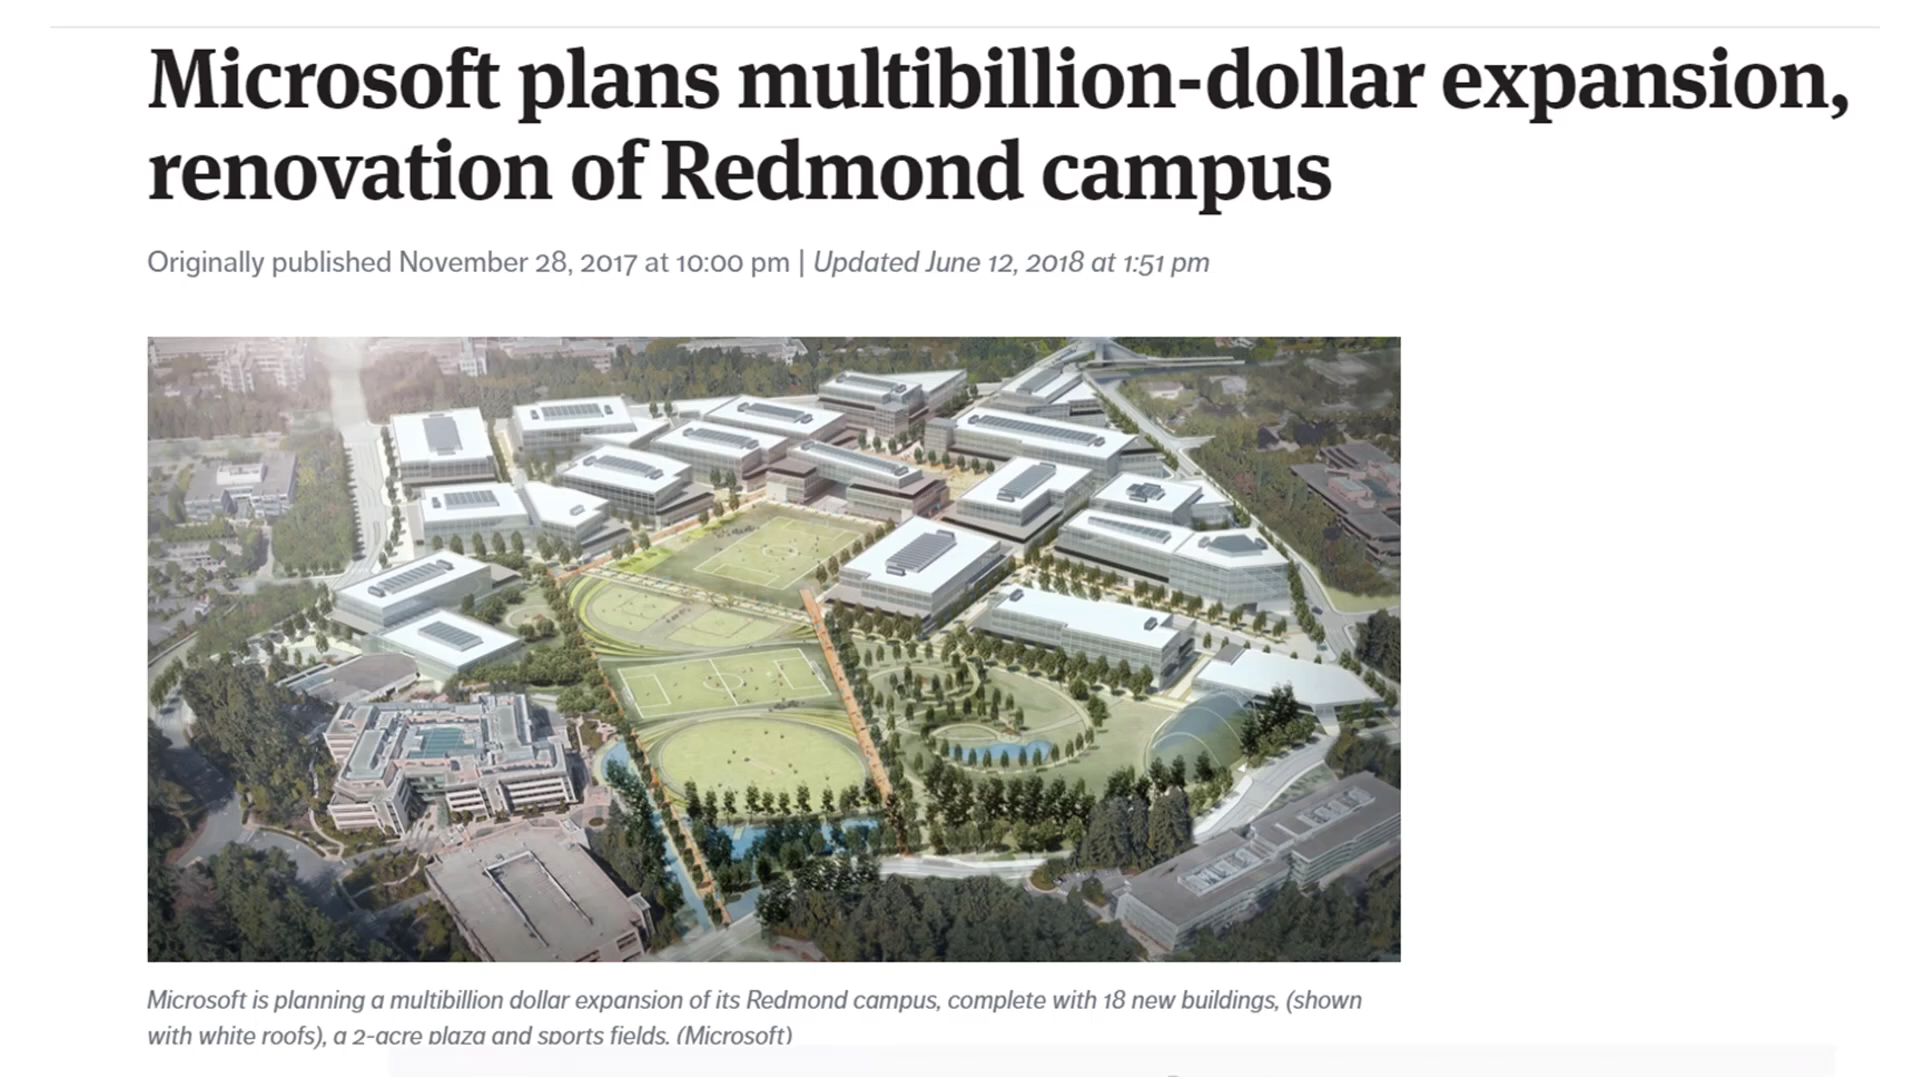 Microsoft plans multibillion-dollar expansion,
renovation of Redmond campus
Originally published November 28, 2017 at 10:00 pm | Updated June 12, 2018 at 1:51 pm
Microsoft is planning a multibillion dollar expansion of its Redmond campus, complete with 18 new buildings, (shown
with white roofs), a 2-acre plaza and sports fields. (Microsoft)